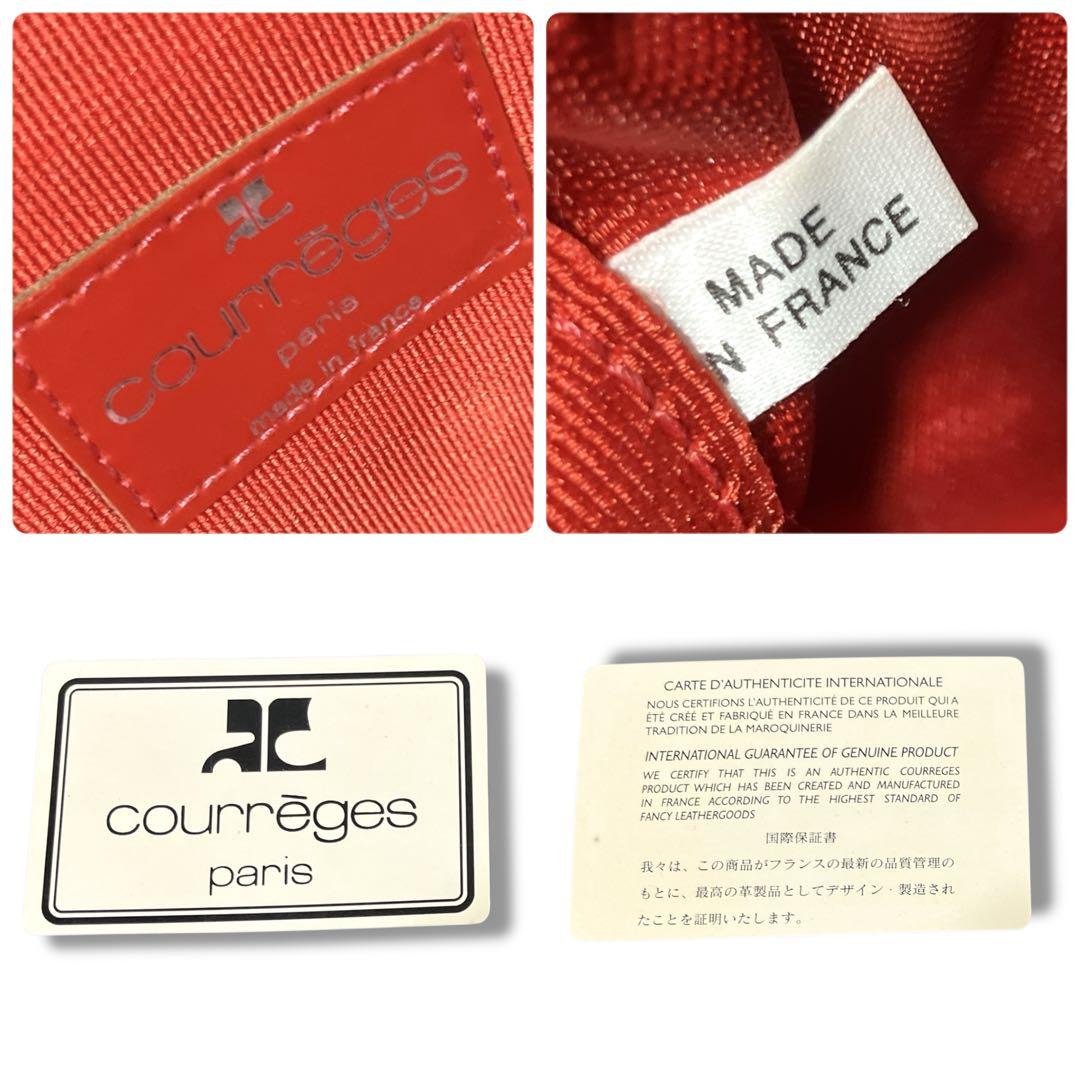 courrèges
paris
made in france
MADE
N FRANCE
courrèges
paris
CARTE D'AUTHENTICITE INTERNATIONALE
NOUS CERTIFIONS L'AUTHENTICITÉ DE CE PRODUIT QUI A
ÉTÉ CRÉÉ ET FABRIQUÉ EN FRANCE DANS LA MEILLEURE
TRADITION DE LA MAROQUINERIE
INTERNATIONAL GUARANTEE OF GENUINE PRODUCT
WE CERTIFY THAT THIS IS AN AUTHENTIC COURREGES
PRODUCT WHICH HAS BEEN CREATED AND MANUFACTURED
IN FRANCE ACCORDING TO THE HIGHEST STANDARD OF
FANCY LEATHERGOODS
国際保証書
我々は、この商品がフランスの最新の品質管理の
もとに、最高の革製品としてデザイン・製造され
たことを証明いたします。